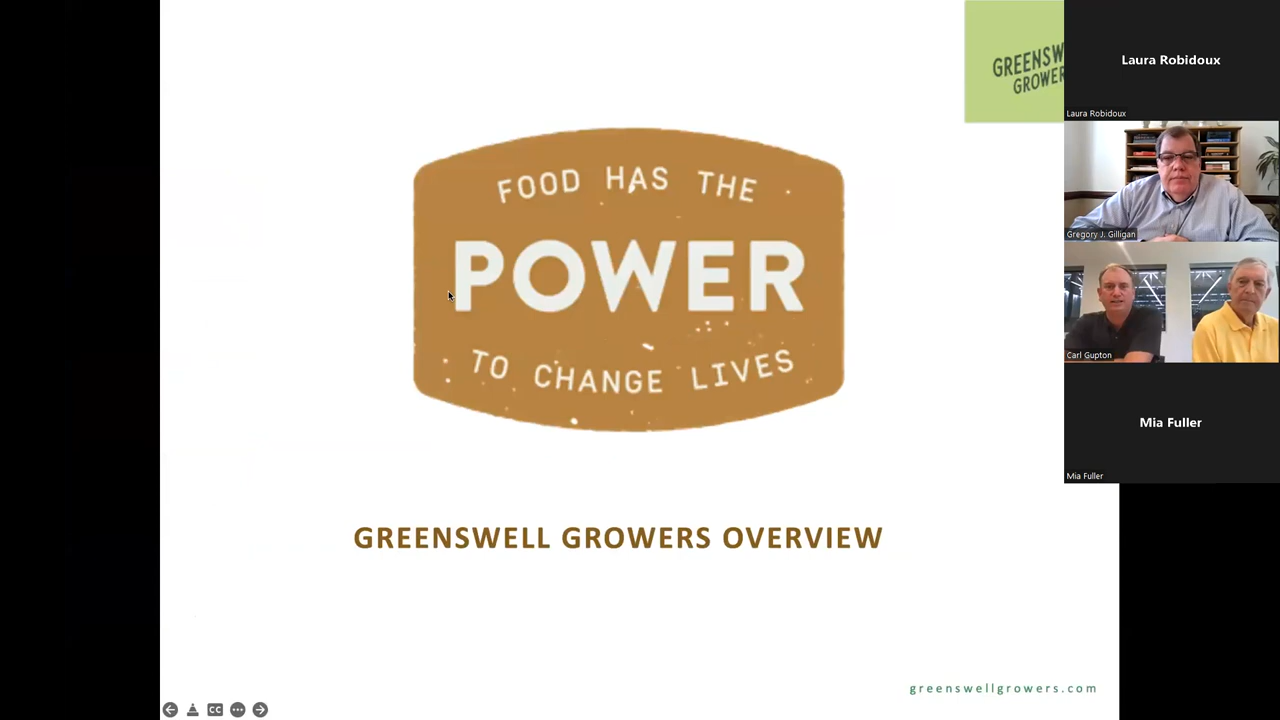 GREENSW
GROWER
FOOD HAS THE
POWER
TO CHANGE LIVES
GREENSWELL GROWERS OVERVIEW
greenswellgrowers.com
CC
Laura Robidoux
Laura Robidoux
Gregory J. Gilligan
Carl Gupton
Mia Fuller
Mia Fuller